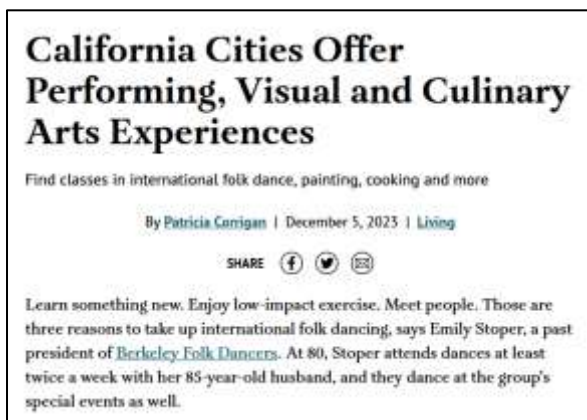 California Cities Offer
Performing, Visual and Culinary
Arts Experiences
Find classes in international folk dance, painting, cooking and more
By Patricia Corrigan | December 5, 2023 | Living
SHARE
Learn something new. Enjoy low-impact exercise. Meet people. Those are
three reasons to take up international folk dancing, says Emily Stoper, a past
president of Berkeley Folk Dancers. At 80, Stoper attends dances at least
twice a week with her 85-year-old husband, and they dance at the group's
special events as well.